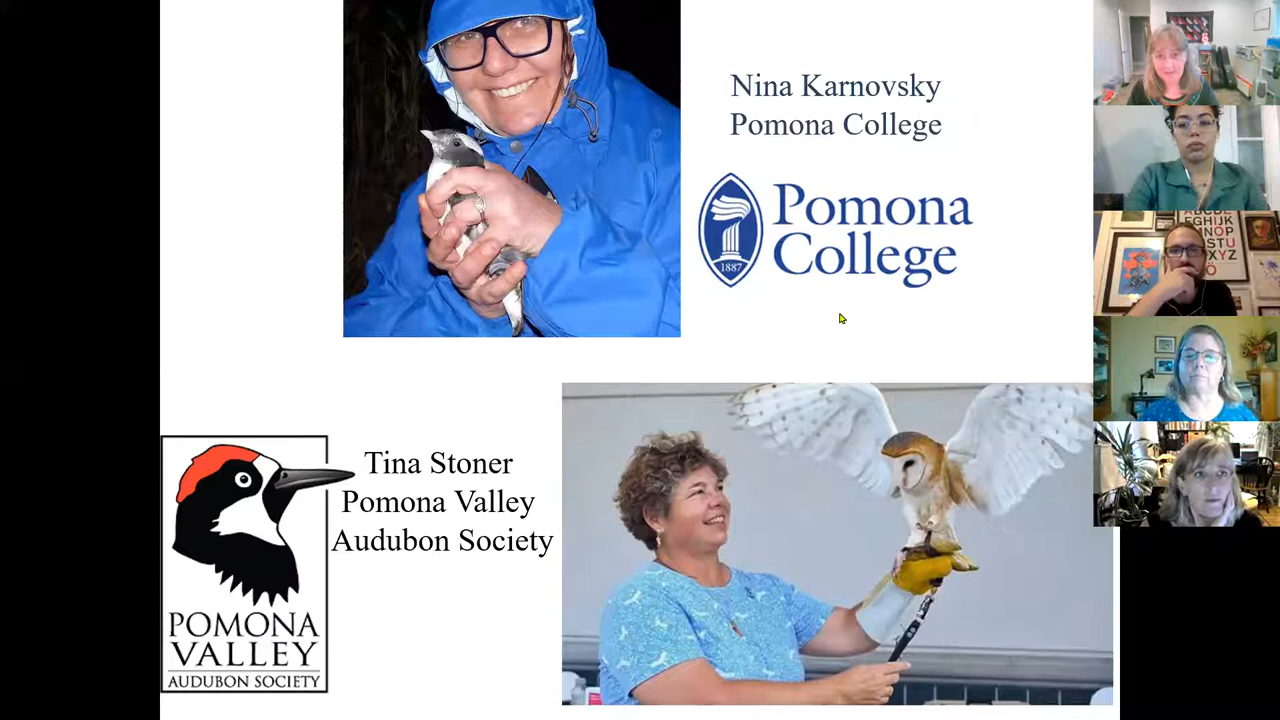 Nina Karnovsky
Pomona College
Pomona
College
1887
Tina Stoner
Pomona Valley
Audubon Society
POMONA
VALLEY
AUDUBON SOCIETY